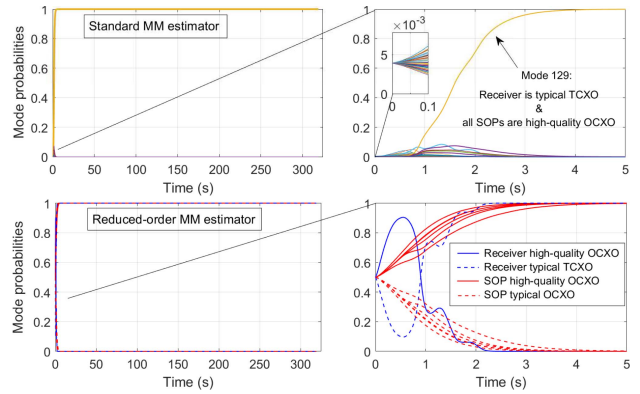 Standard MM estimator
Mode probabilities
1
0.8
0.6
0.4
0.2
0
0 50 100 150 200 250 300
Time (s)
×10⁻³
5
0
0 0.1
Mode 129:
Receiver is typical TCXO
&
all SOPs are high-quality OCXO
1
0.8
0.6
0.4
0.2
0
0 1 2 3 4 5
Time (s)
Reduced-order MM estimator
Mode probabilities
1
0.8
0.6
0.4
0.2
0
0 50 100 150 200 250 300
Time (s)
Receiver high-quality OCXO
Receiver typical TCXO
SOP high-quality OCXO
SOP typical OCXO
1
0.8
0.6
0.4
0.2
0
0 1 2 3 4 5
Time (s)